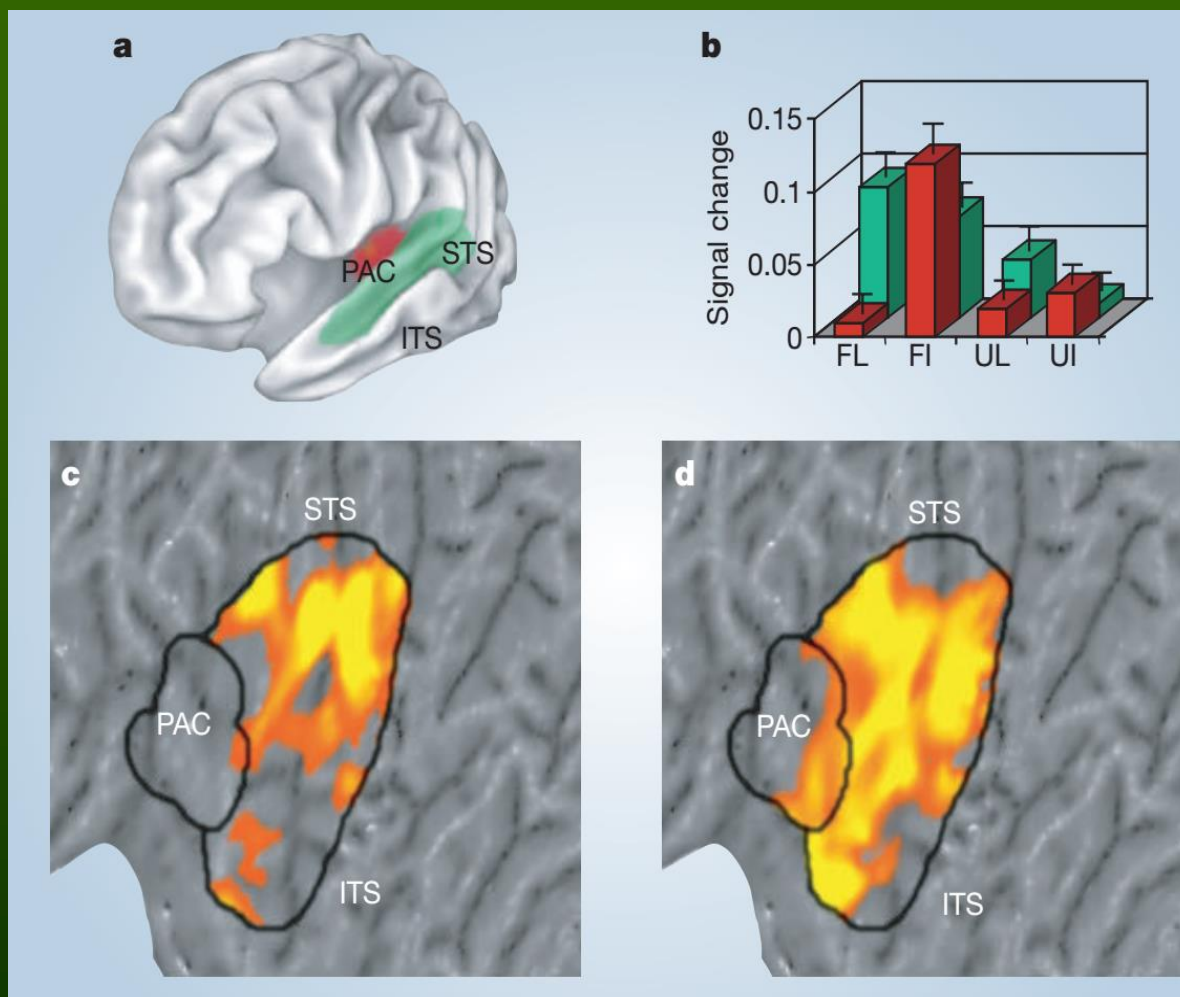 a
PAC
STS
ITS
b
Signal change
0.15
0.1
0.05
0
FL FI UL UI
c
STS
PAC
ITS
d
STS
PAC
ITS